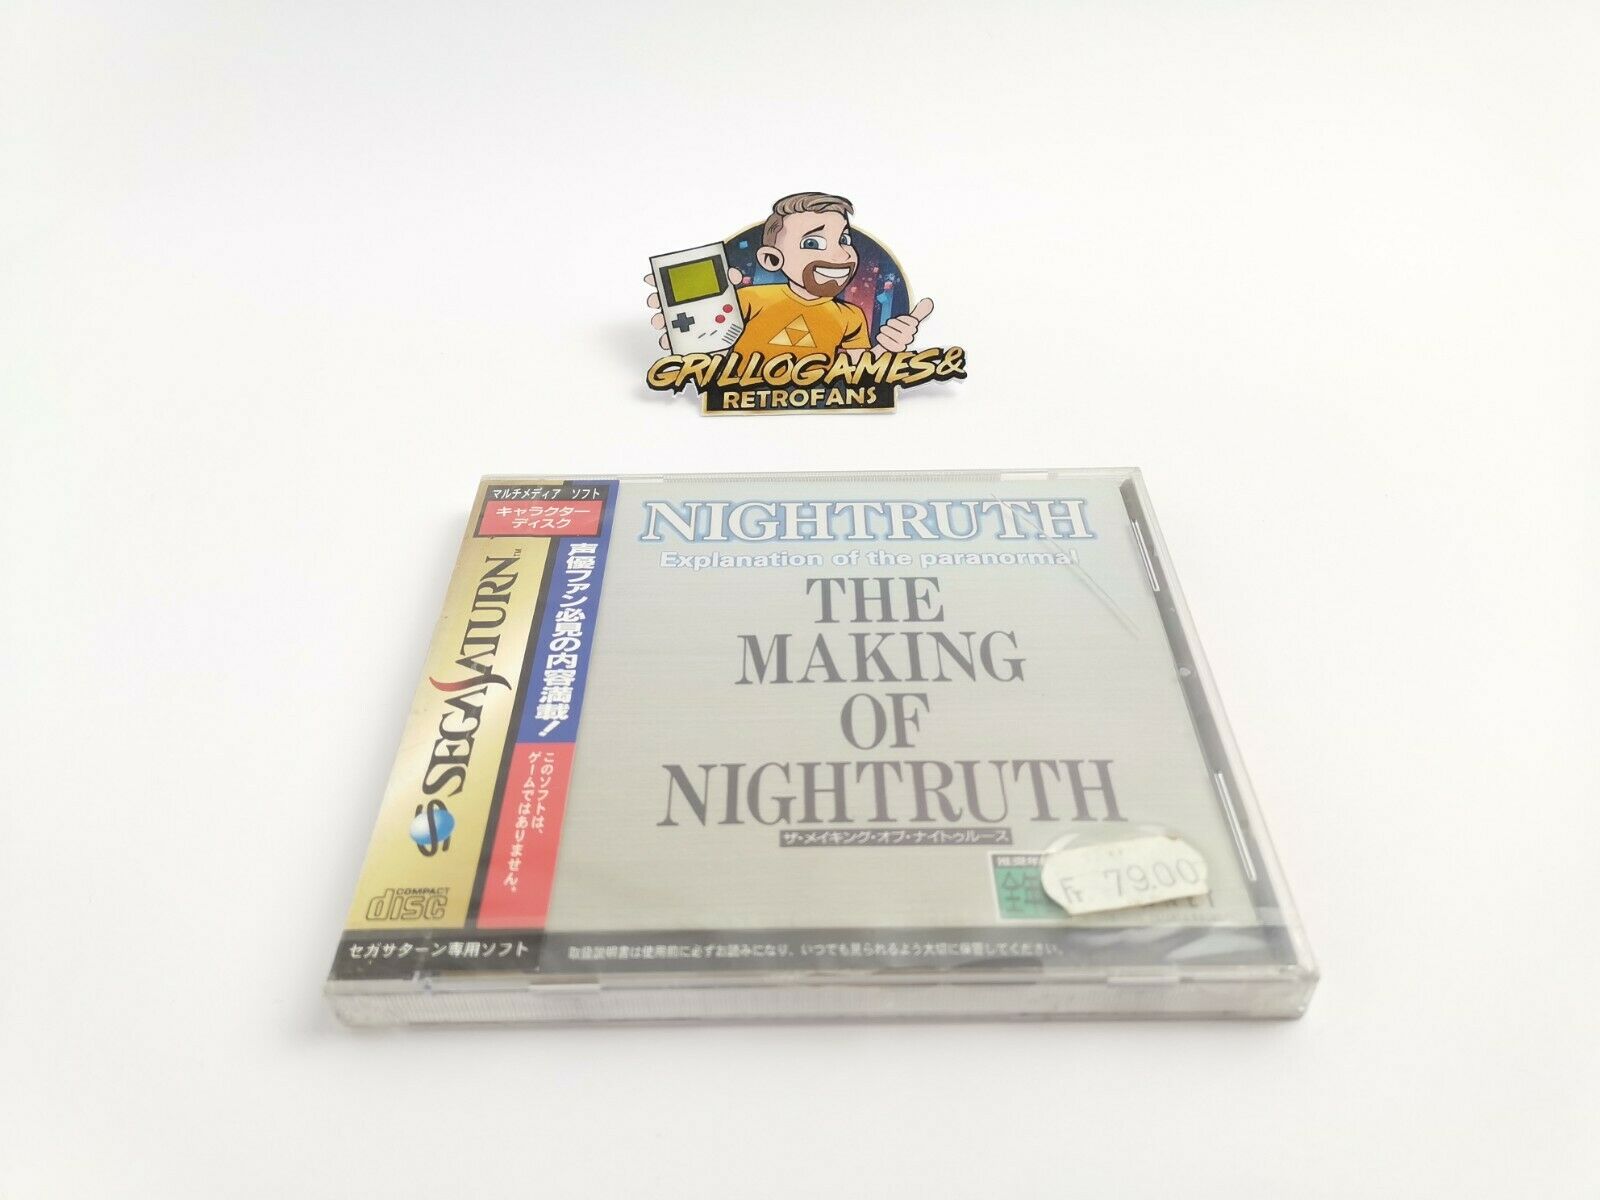 GRILLOGAMES&
RETROFANS
マルチメディア ソフト
キャラクター
ディスク
SEGA SATURN™
声優ファン必見の内容満載!
このソフトは、
ゲームではありません。
COMPACT
disc
セガサターン専用ソフト
NIGHTRUTH
Explanation of the paranormal
THE
MAKING
OF
NIGHTRUTH
ザ・メイキング・オブ・ナイトゥルース
推奨年
全年
Fr 79.00
取扱説明書は使用前に必ずお読みになり、いつでも見られるよう大切に保管してください。